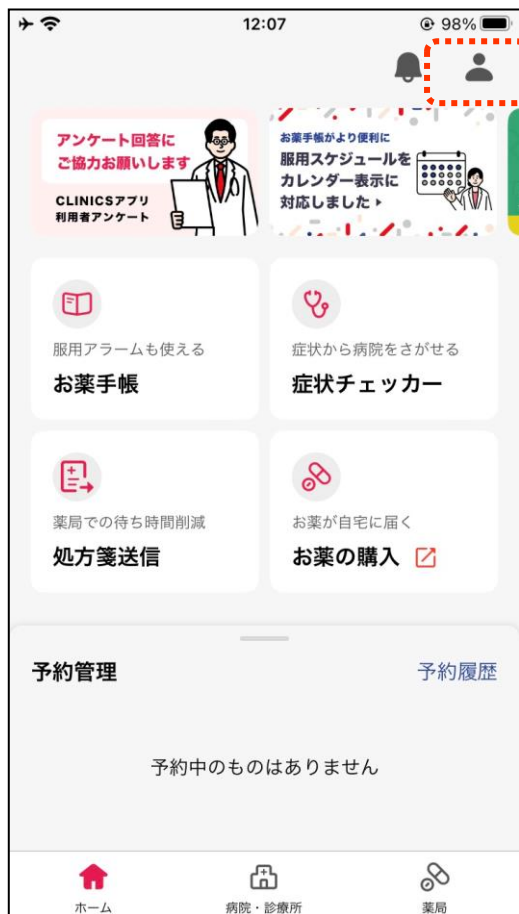 12:07
98%
アンケート回答に
ご協力お願いします
CLINICSアプリ
利用者アンケート
お薬手帳がより便利に
服用スケジュールを
カレンダー表示に
対応しました
服用アラームも使える
お薬手帳
症状から病院をさがせる
症状チェッカー
薬局での待ち時間削減
処方箋送信
お薬が自宅に届く
お薬の購入
予約管理
予約履歴
予約中のものはありません
ホーム
病院・診療所
薬局